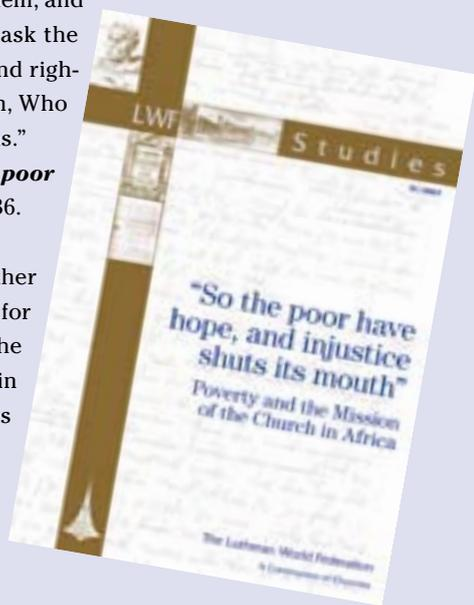 em, and
ask the
nd righ-
n, Who
s.”
poor
36.
her
for
he
in
s
LWF Studies
“So the poor have
hope, and injustice
shuts its mouth”
Poverty and the Mission
of the Church in Africa
The Lutheran World Federation
A Communion of Churches